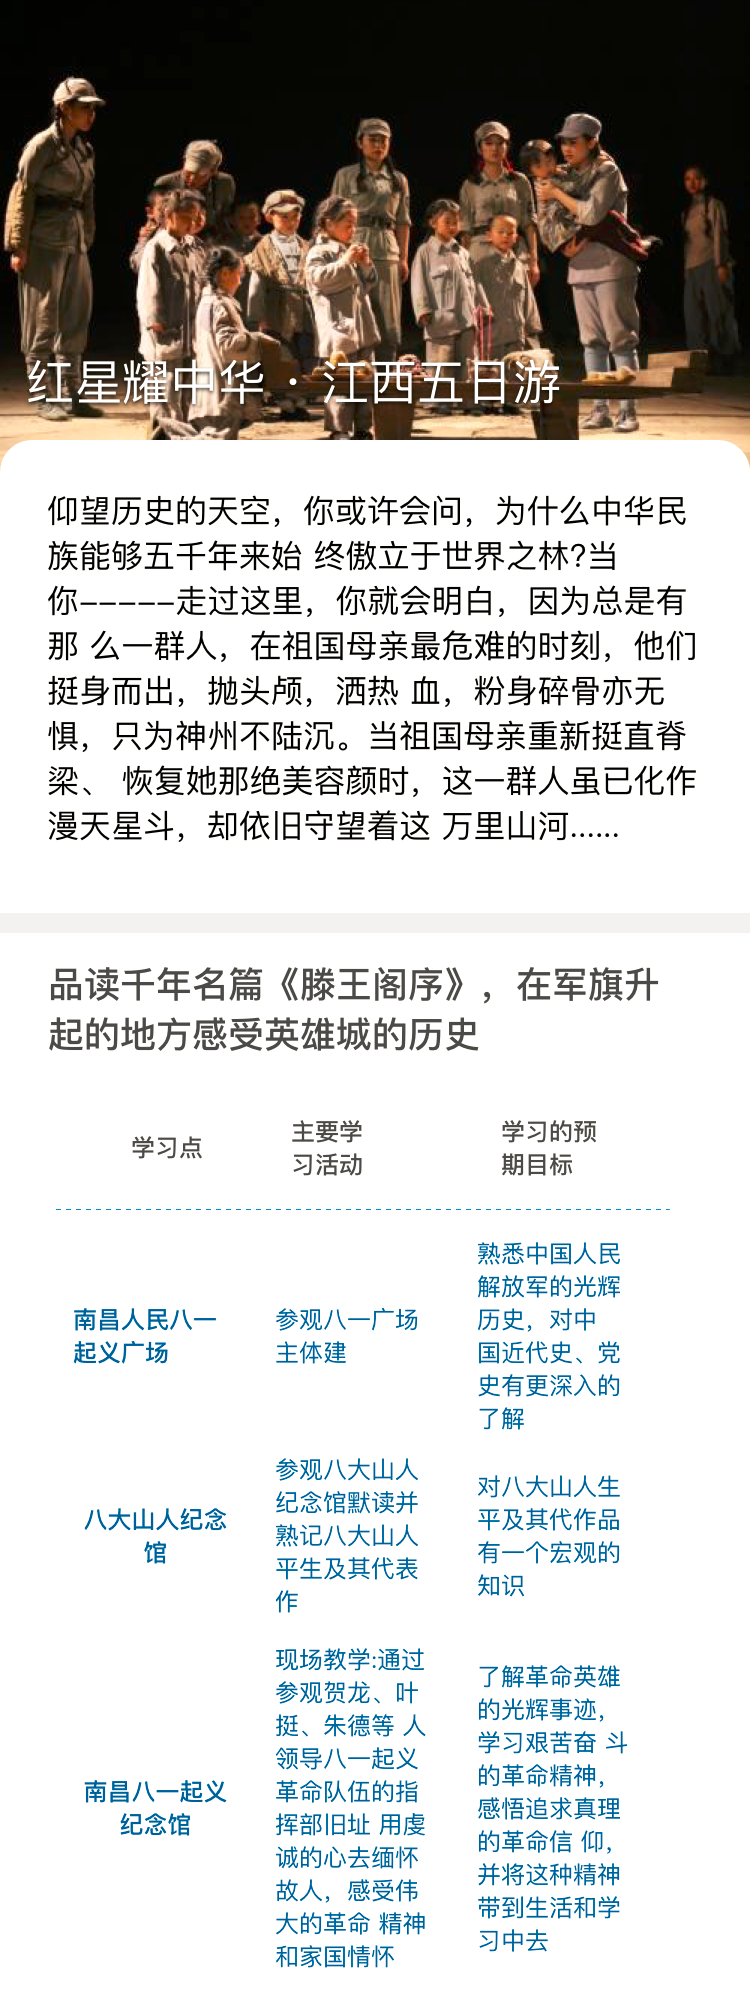 红星耀中华 · 江西五日游
仰望历史的天空，你或许会问，为什么中华民
族能够五千年来始 终傲立于世界之林?当
你-----走过这里，你就会明白，因为总是有
那 么一群人，在祖国母亲最危难的时刻，他们
挺身而出，抛头颅，洒热 血，粉身碎骨亦无
惧，只为神州不陆沉。当祖国母亲重新挺直脊
梁、 恢复她那绝美容颜时，这一群人虽已化作
漫天星斗，却依旧守望着这 万里山河......
品读千年名篇《滕王阁序》，在军旗升
起的地方感受英雄城的历史
学习点
主要学
习活动
学习的预
期目标
南昌人民八一
起义广场
参观八一广场
主体建
熟悉中国人民
解放军的光辉
历史，对中
国近代史、党
史有更深入的
了解
八大山人纪念
馆
参观八大山人
纪念馆默读并
熟记八大山人
平生及其代表
作
对八大山人生
平及其代作品
有一个宏观的
知识
南昌八一起义
纪念馆
现场教学:通过
参观贺龙、叶
挺、朱德等 人
领导八一起义
革命队伍的指
挥部旧址 用虔
诚的心去缅怀
故人，感受伟
大的革命 精神
和家国情怀
了解革命英雄
的光辉事迹，
学习艰苦奋 斗
的革命精神，
感悟追求真理
的革命信 仰，
并将这种精神
带到生活和学
习中去